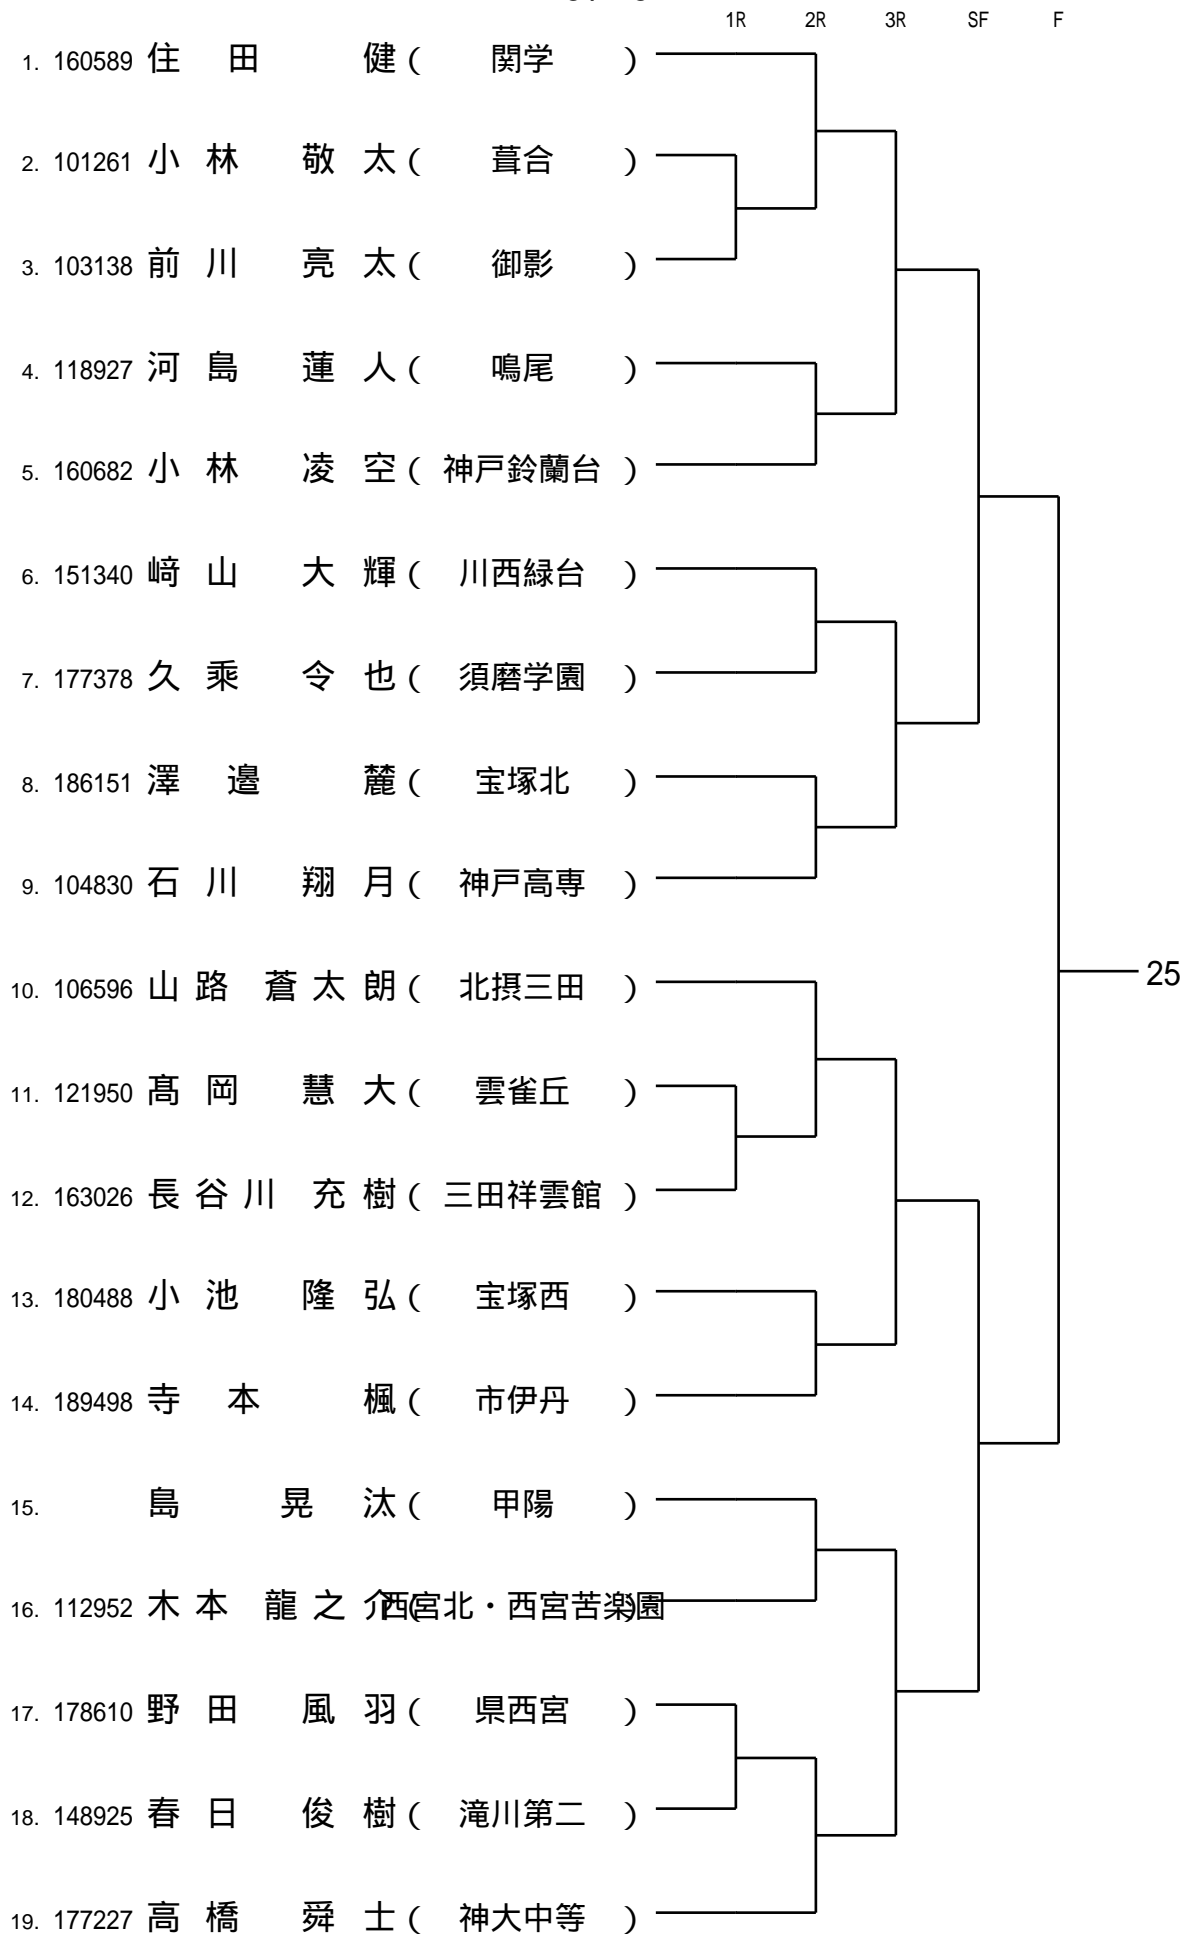 1R 2R 3R SF F
1. 160589 住田 健 ( 関学 )
2. 101261 小林 敬太 ( 葺合 )
3. 103138 前川 亮太 ( 御影 )
4. 118927 河島 蓮人 ( 鳴尾 )
5. 160682 小林 凌空 ( 神戸鈴蘭台 )
6. 151340 﨑山 大輝 ( 川西緑台 )
7. 177378 久乗 令也 ( 須磨学園 )
8. 186151 澤邉 麓 ( 宝塚北 )
9. 104830 石川 翔月 ( 神戸高専 )
10. 106596 山路 蒼太朗 ( 北摂三田 )
25
11. 121950 髙岡 慧大 ( 雲雀丘 )
12. 163026 長谷川 充樹 ( 三田祥雲館 )
13. 180488 小池 隆弘 ( 宝塚西 )
14. 189498 寺本 楓 ( 市伊丹 )
15. 島 晃汰 ( 甲陽 )
16. 112952 木本 龍之介 ( 西宮北・西宮苦楽園 )
17. 178610 野田 風羽 ( 県西宮 )
18. 148925 春日 俊樹 ( 滝川第二 )
19. 177227 高橋 舜士 ( 神大中等 )